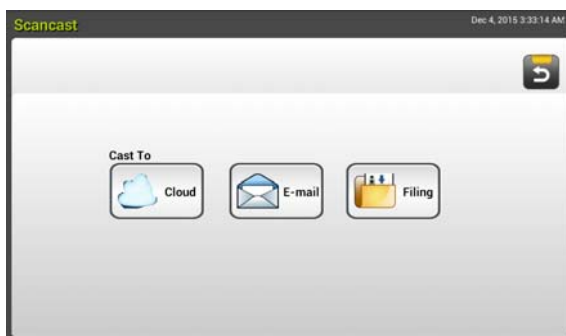 Scancast
Dec 4, 2015 3:33:14 AM
Cast To
Cloud
E-mail
Filing